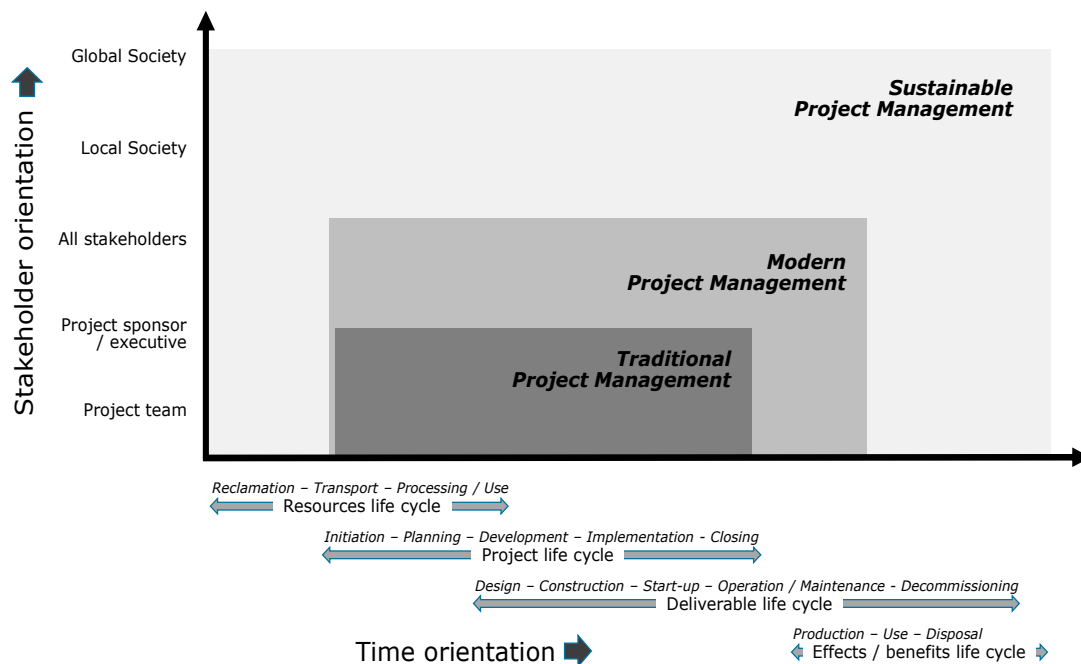 Global Society
Sustainable
Project Management
Local Society
Stakeholder orientation
All stakeholders
Modern
Project Management
Project sponsor
/ executive
Traditional
Project Management
Project team
Reclamation – Transport – Processing / Use
Resources life cycle
Initiation – Planning – Development – Implementation - Closing
Project life cycle
Design – Construction – Start-up – Operation / Maintenance - Decommissioning
Deliverable life cycle
Time orientation
Production – Use – Disposal
Effects / benefits life cycle